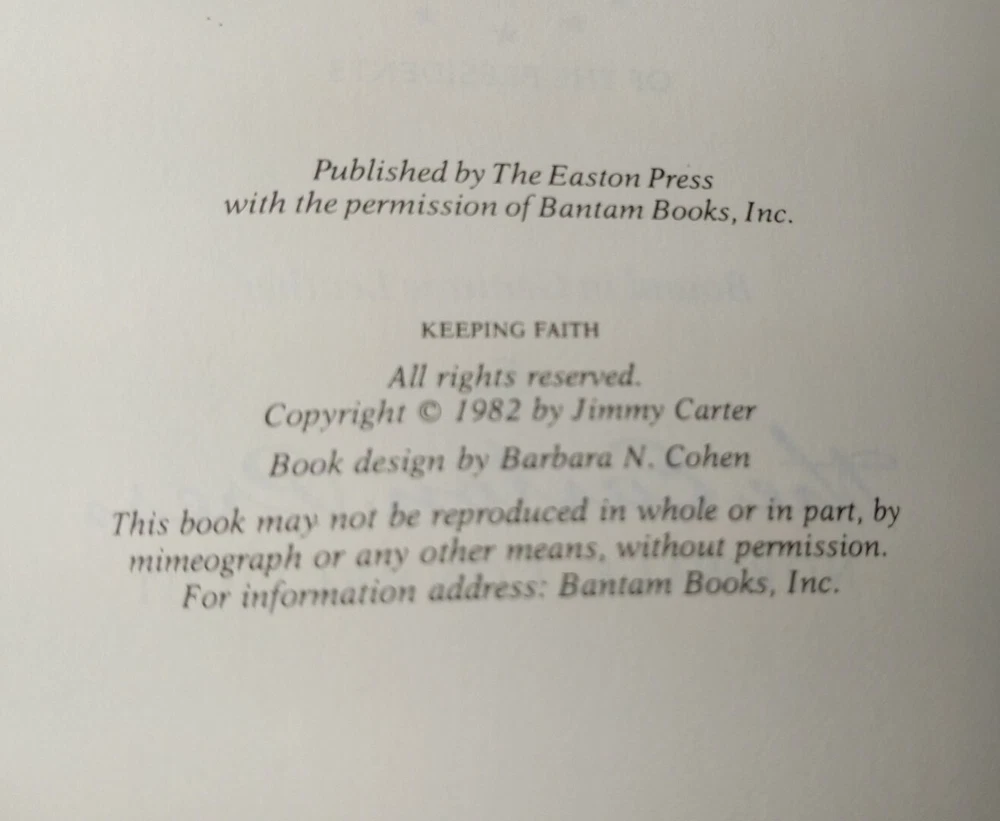 Published by The Easton Press
with the permission of Bantam Books, Inc.
KEEPING FAITH
All rights reserved.
Copyright © 1982 by Jimmy Carter
Book design by Barbara N. Cohen
This book may not be reproduced in whole or in part, by
mimeograph or any other means, without permission.
For information address: Bantam Books, Inc.